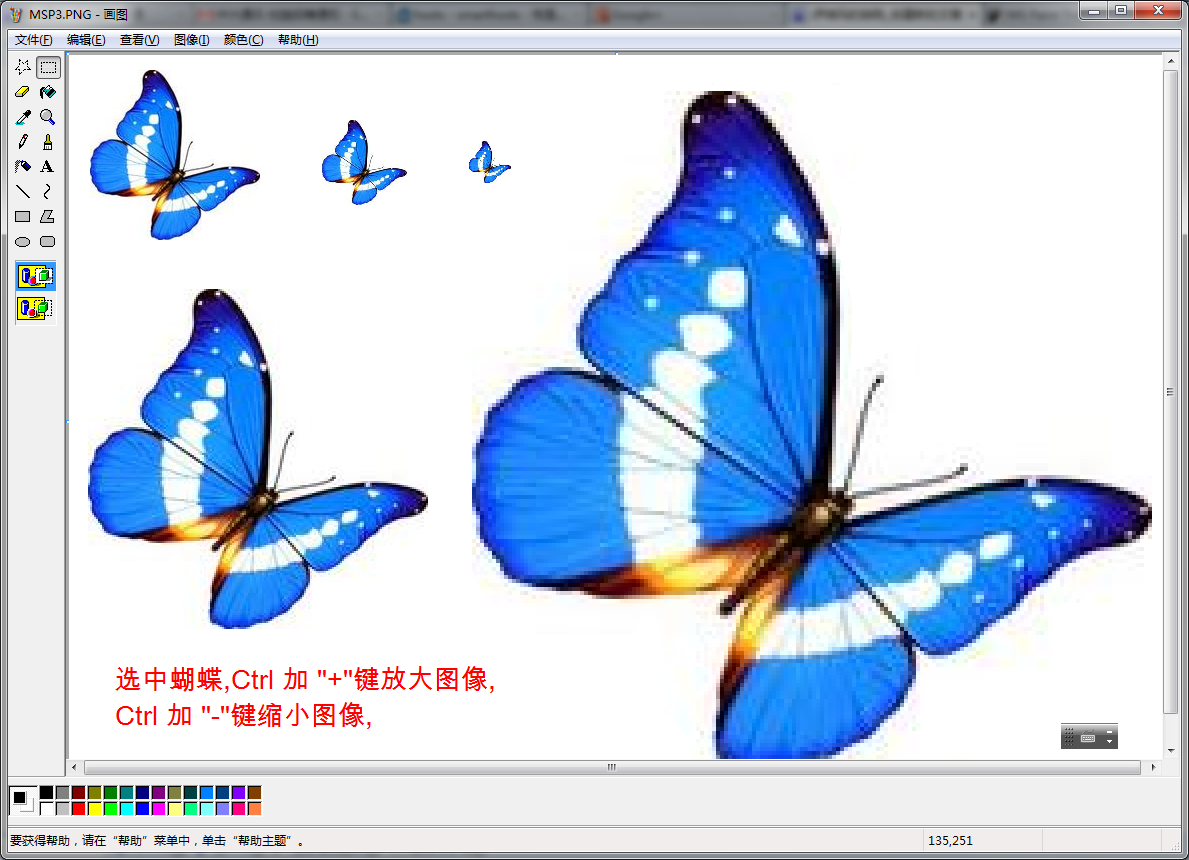 MSP3.PNG - 画图
文件(F) 编辑(E) 查看(V) 图像(I) 颜色(C) 帮助(H)
A
选中蝴蝶,Ctrl 加 "+"键放大图像,
Ctrl 加 "-"键缩小图像,
要获得帮助，请在“帮助”菜单中，单击“帮助主题”。 135,251